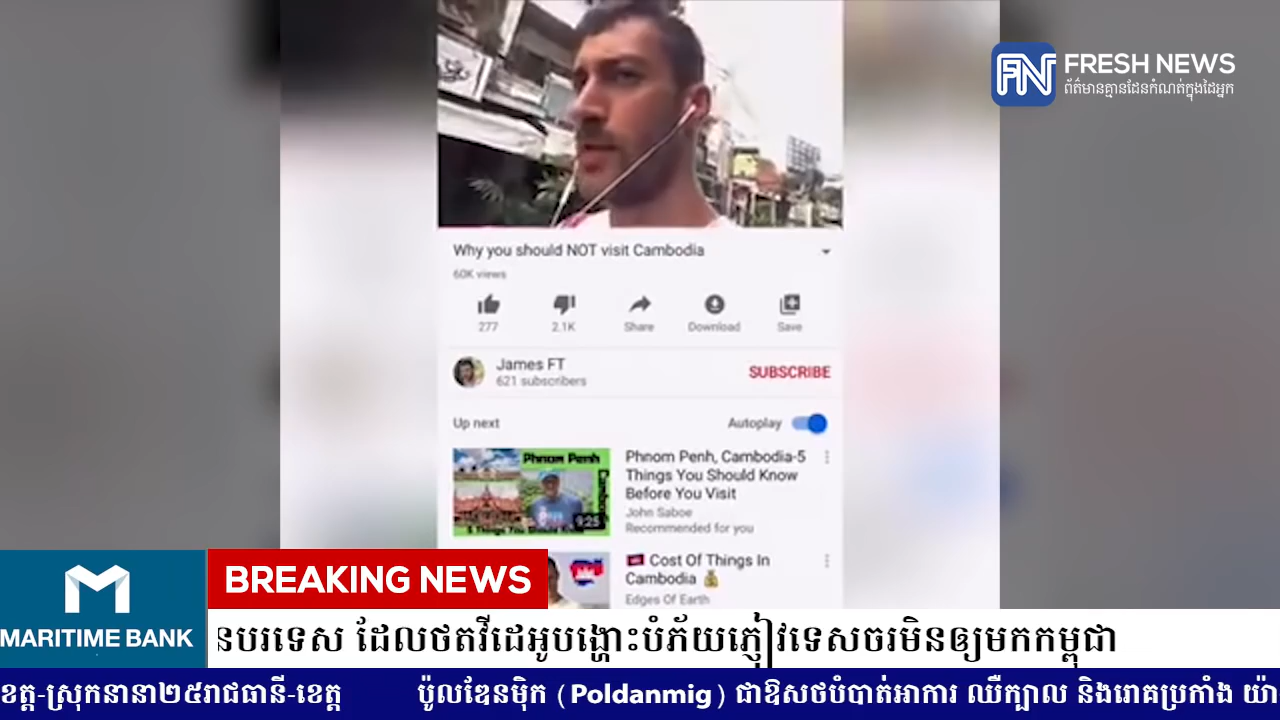 FRESH NEWS
ព័ត៌មានគ្មានដែនកំណត់ក្នុងដៃអ្នក
Why you should NOT visit Cambodia
60K views
277
2.1K
Share
Download
Save
James FT
621 subscribers
SUBSCRIBE
Up next
Autoplay
Phnom Penh
9:25
Phnom Penh, Cambodia-5
Things You Should Know
Before You Visit
John Saboe
Recommended for you
Cost Of Things In
Cambodia
Edges Of Earth
BREAKING NEWS
MARITIME BANK
នបរទេស ដែលថតវីដេអូបង្ហោះបំភ័យភ្ញៀវទេសចរមិនឲ្យមកកម្ពុជា
ខត្ត-ស្រុកនានា២៥រាជធានី-ខេត្ត
ប៉ូលឌែនម៉ិក (Poldanmig) ជាឱសថបំបាត់អាការ ឈឺក្បាល និងរោគប្រកាំង យ៉ា